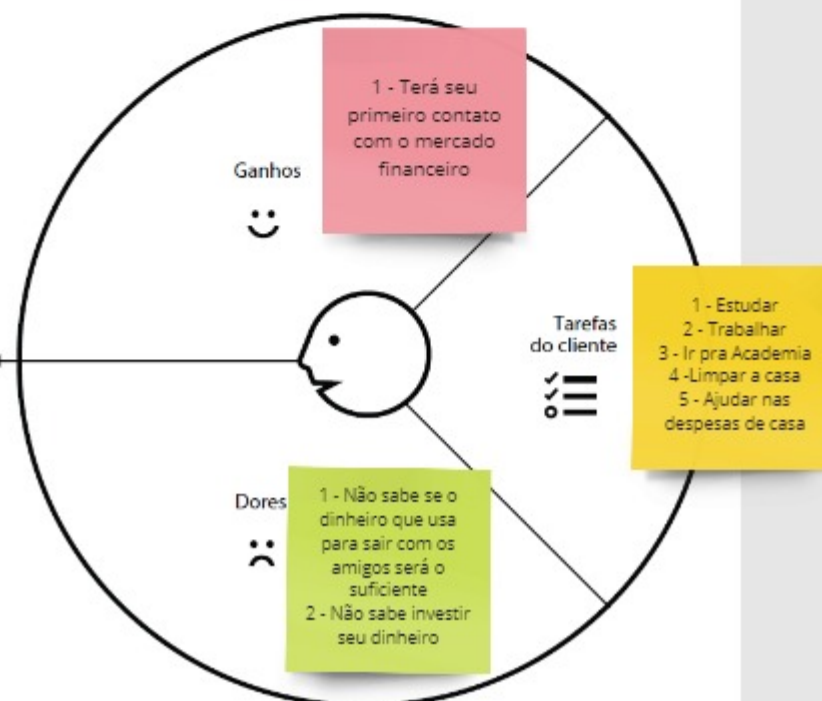 Ganhos
1 - Terá seu
primeiro contato
com o mercado
financeiro
Tarefas
do cliente
1 - Estudar
2 - Trabalhar
3 - Ir pra Academia
4 -Limpar a casa
5 - Ajudar nas
despesas de casa
Dores
1 - Não sabe se o
dinheiro que usa
para sair com os
amigos será o
suficiente
2 - Não sabe investir
seu dinheiro